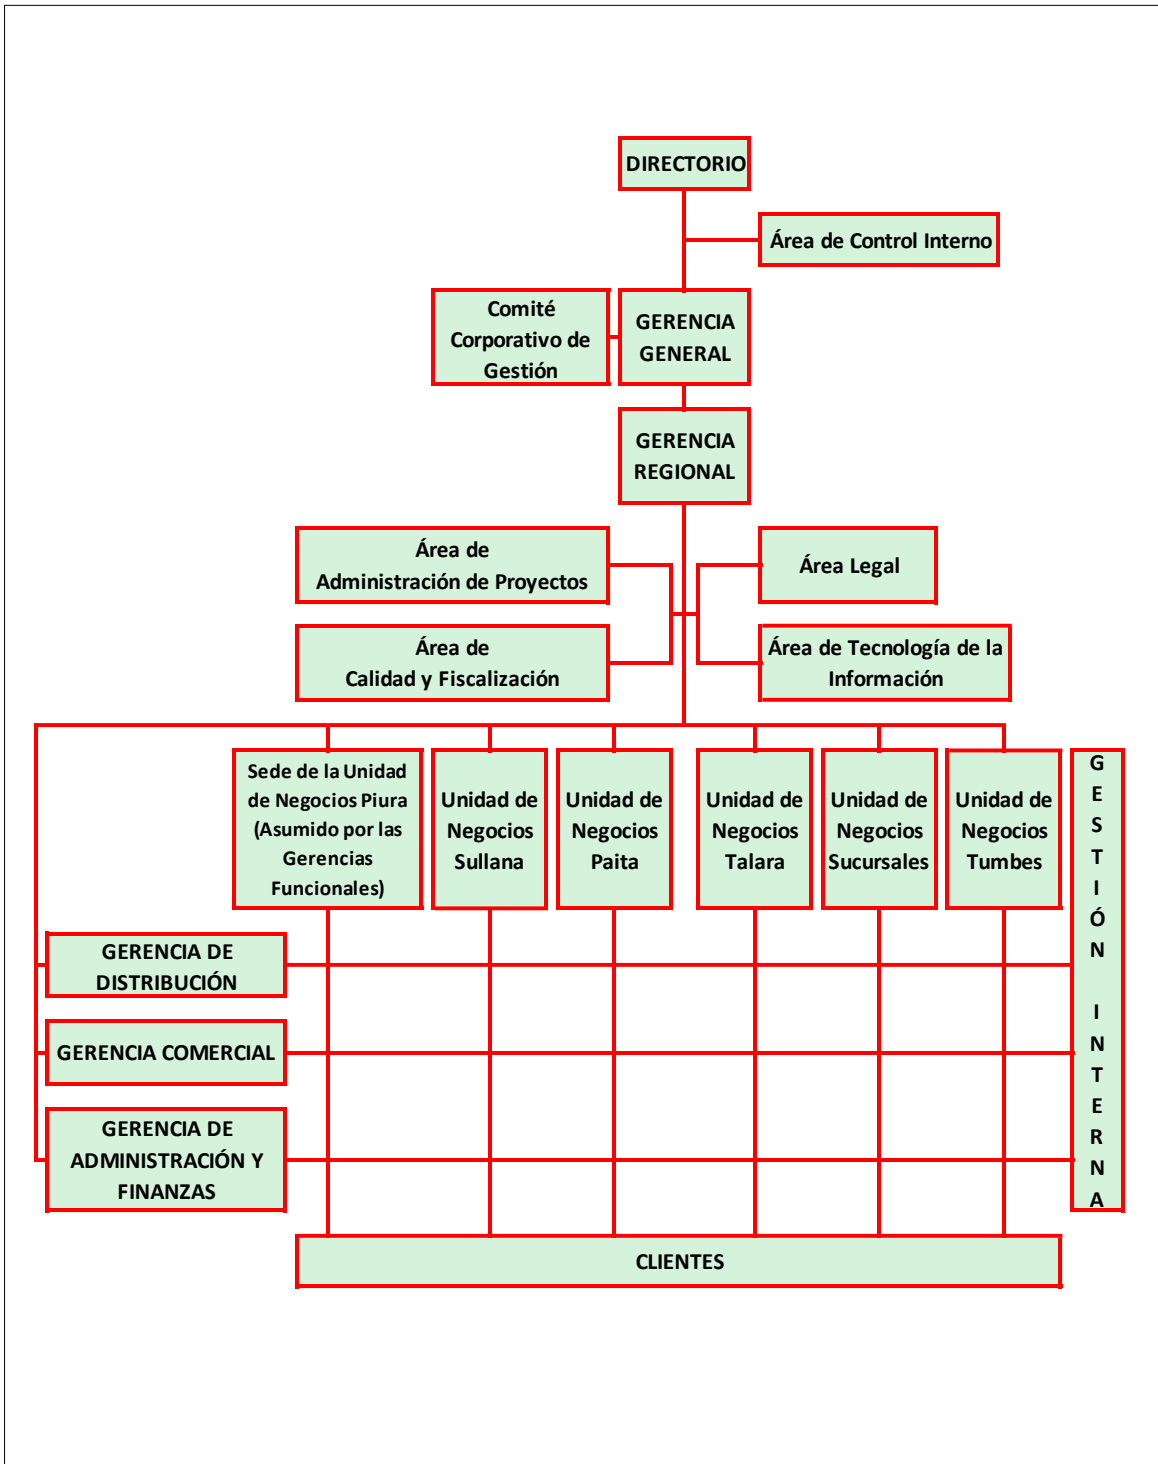 DIRECTORIO
Área de Control Interno
Comité
Corporativo de
Gestión
GERENCIA
GENERAL
GERENCIA
REGIONAL
Área de
Administración de Proyectos
Área Legal
Área de
Calidad y Fiscalización
Área de Tecnología de la
Información
Sede de la Unidad
de Negocios Piura
(Asumido por las
Gerencias
Funcionales)
Unidad de
Negocios
Sullana
Unidad de
Negocios
Paita
Unidad de
Negocios
Talara
Unidad de
Negocios
Sucursales
Unidad de
Negocios
Tumbes
GESTIÓN INTERNA
GERENCIA DE
DISTRIBUCIÓN
GERENCIA COMERCIAL
GERENCIA DE
ADMINISTRACIÓN Y
FINANZAS
CLIENTES